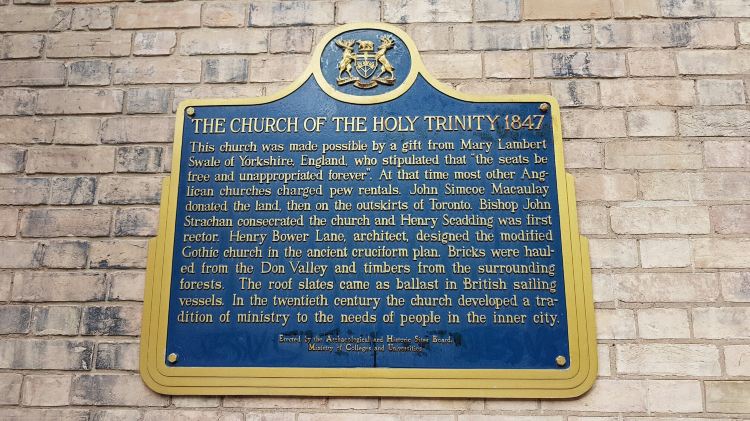 THE CHURCH OF THE HOLY TRINITY 1847
This church was made possible by a gift from Mary Lambert
Swale of Yorkshire, England, who stipulated that "the seats be
free and unappropriated forever". At that time most other Ang-
lican churches charged pew rentals. John Simcoe Macaulay
donated the land, then on the outskirts of Toronto. Bishop John
Strachan consecrated the church and Henry Scadding was first
rector. Henry Bower Lane, architect, designed the modified
Gothic church in the ancient cruciform plan. Bricks were haul-
ed from the Don Valley and timbers from the surrounding
forests. The roof slates came as ballast in British sailing
vessels. In the twentieth century the church developed a tra-
dition of ministry to the needs of people in the inner city.
Erected by the Archaeological and Historic Sites Board,
Ministry of Colleges and Universities